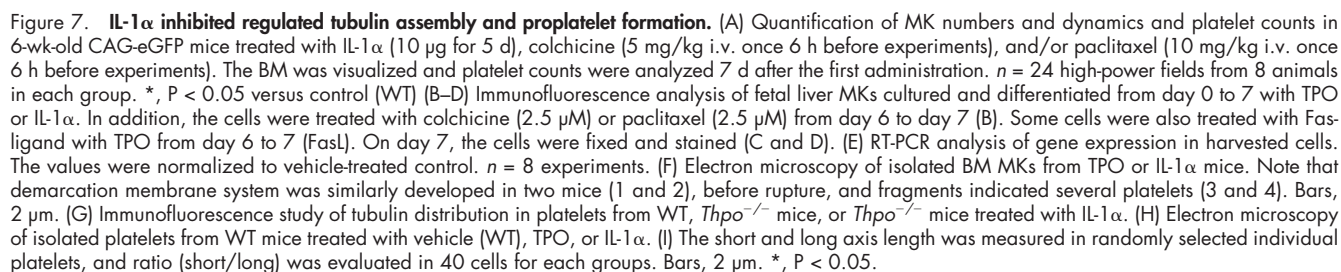 Figure 7. IL-1α inhibited regulated tubulin assembly and proplatelet formation. (A) Quantification of MK numbers and dynamics and platelet counts in
6-wk-old CAG-eGFP mice treated with IL-1α (10 µg for 5 d), colchicine (5 mg/kg i.v. once 6 h before experiments), and/or paclitaxel (10 mg/kg i.v. once
6 h before experiments). The BM was visualized and platelet counts were analyzed 7 d after the first administration. n = 24 high-power fields from 8 animals
in each group. *, P < 0.05 versus control (WT) (B–D) Immunofluorescence analysis of fetal liver MKs cultured and differentiated from day 0 to 7 with TPO
or IL-1α. In addition, the cells were treated with colchicine (2.5 µM) or paclitaxel (2.5 µM) from day 6 to day 7 (B). Some cells were also treated with Fas-
ligand with TPO from day 6 to 7 (FasL). On day 7, the cells were fixed and stained (C and D). (E) RT-PCR analysis of gene expression in harvested cells.
The values were normalized to vehicle-treated control. n = 8 experiments. (F) Electron microscopy of isolated BM MKs from TPO or IL-1α mice. Note that
demarcation membrane system was similarly developed in two mice (1 and 2), before rupture, and fragments indicated several platelets (3 and 4). Bars,
2 µm. (G) Immunofluorescence study of tubulin distribution in platelets from WT, Thpo−/− mice, or Thpo−/− mice treated with IL-1α. (H) Electron microscopy
of isolated platelets from WT mice treated with vehicle (WT), TPO, or IL-1α. (I) The short and long axis length was measured in randomly selected individual
platelets, and ratio (short/long) was evaluated in 40 cells for each groups. Bars, 2 µm. *, P < 0.05.